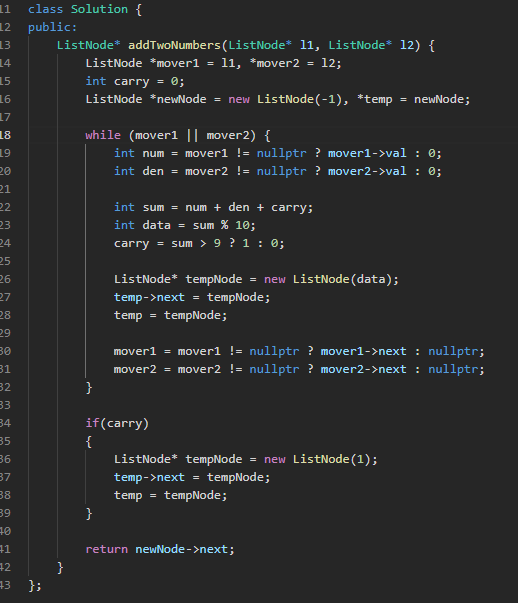 11 class Solution {
12 public:
13     ListNode* addTwoNumbers(ListNode* l1, ListNode* l2) {
14         ListNode *mover1 = l1, *mover2 = l2;
15         int carry = 0;
16         ListNode *newNode = new ListNode(-1), *temp = newNode;
17
18         while (mover1 || mover2) {
19             int num = mover1 != nullptr ? mover1->val : 0;
20             int den = mover2 != nullptr ? mover2->val : 0;
21
22             int sum = num + den + carry;
23             int data = sum % 10;
24             carry = sum > 9 ? 1 : 0;
25
26             ListNode* tempNode = new ListNode(data);
27             temp->next = tempNode;
28             temp = tempNode;
29
30             mover1 = mover1 != nullptr ? mover1->next : nullptr;
31             mover2 = mover2 != nullptr ? mover2->next : nullptr;
32         }
33
34         if(carry)
35         {
36             ListNode* tempNode = new ListNode(1);
37             temp->next = tempNode;
38             temp = tempNode;
39         }
40
41         return newNode->next;
42     }
43 };